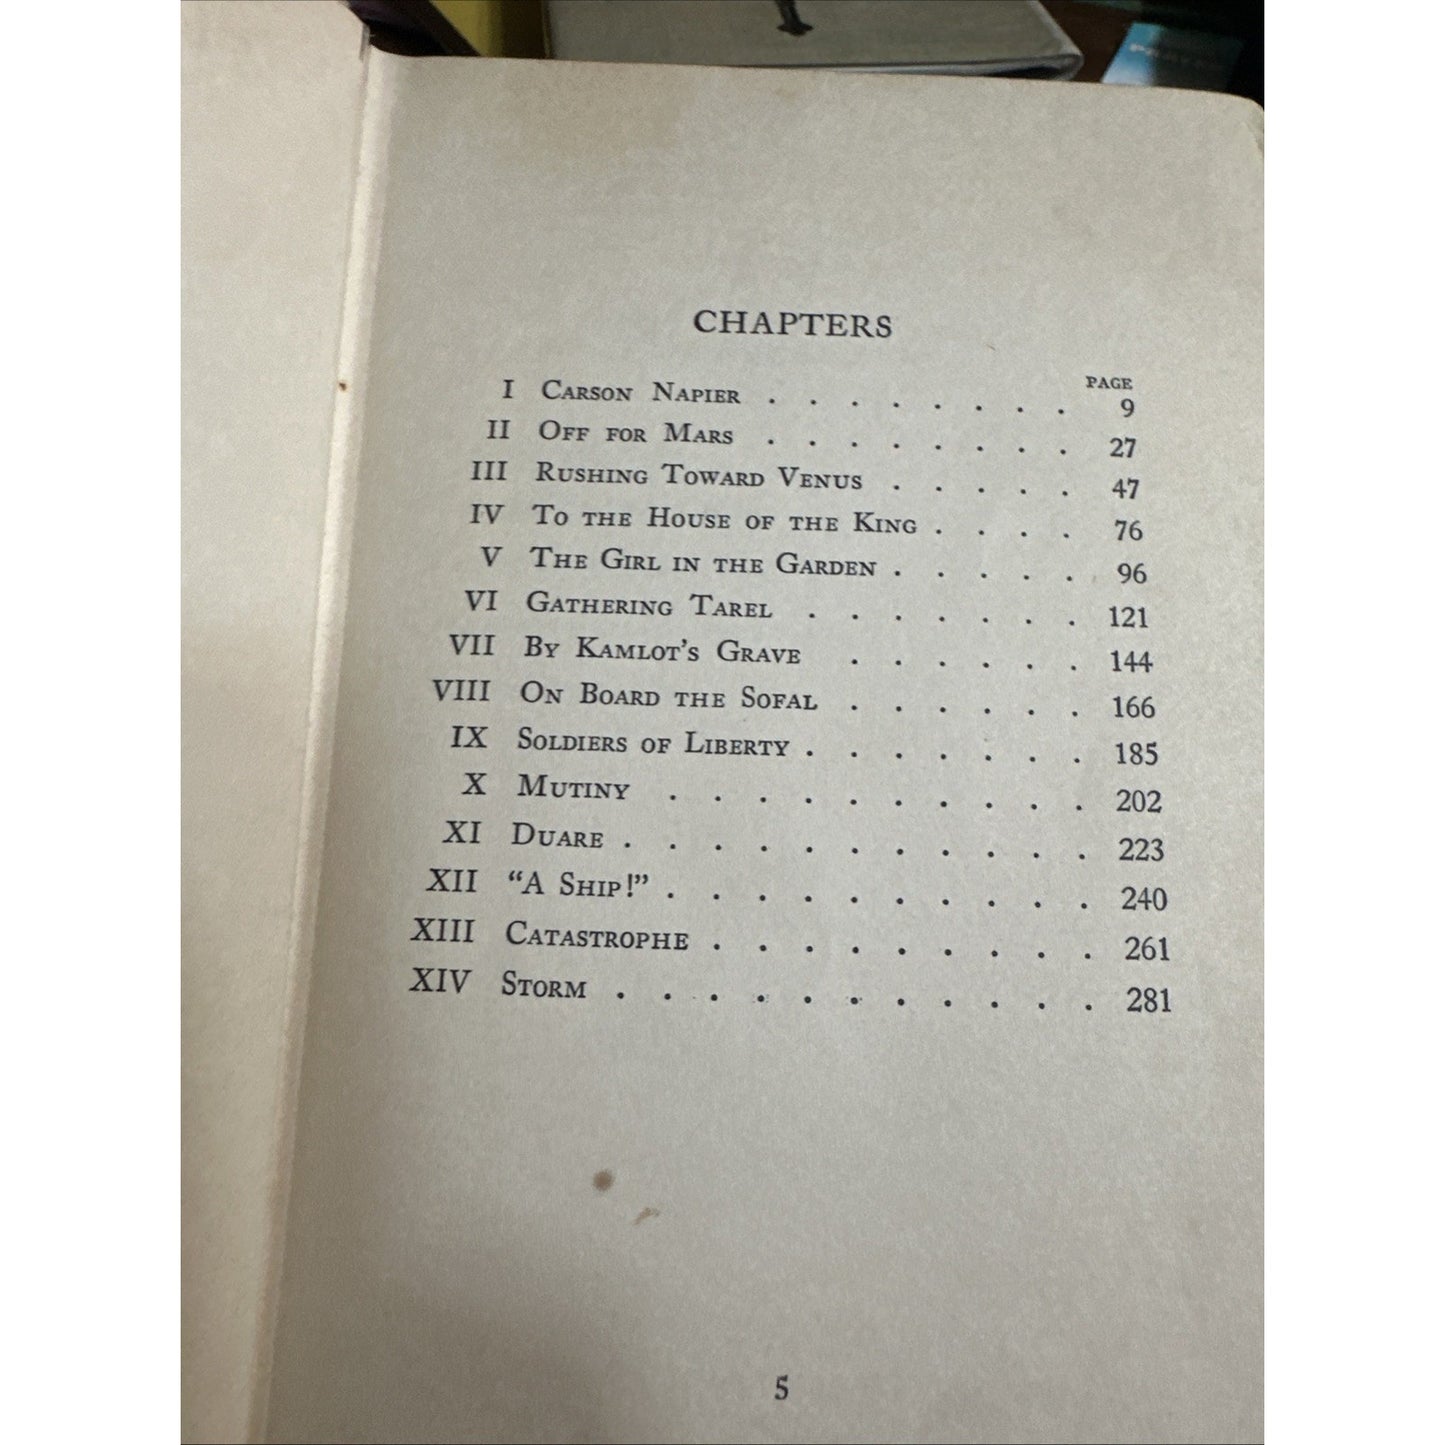 CHAPTERS
PAGE
I Carson Napier . . . . . . . . 9
II Off for Mars . . . . . . . . 27
III Rushing Toward Venus . . . . . 47
IV To the House of the King . . . . 76
V The Girl in the Garden . . . . . 96
VI Gathering Tarel . . . . . . . 121
VII By Kamlot's Grave . . . . . . 144
VIII On Board the Sofal . . . . . . 166
IX Soldiers of Liberty . . . . . . . 185
X Mutiny . . . . . . . . . . 202
XI Duare . . . . . . . . . . . 223
XII "A Ship!" . . . . . . . . . . 240
XIII Catastrophe . . . . . . . . . 261
XIV Storm . . . . . . . . . . . 281
5